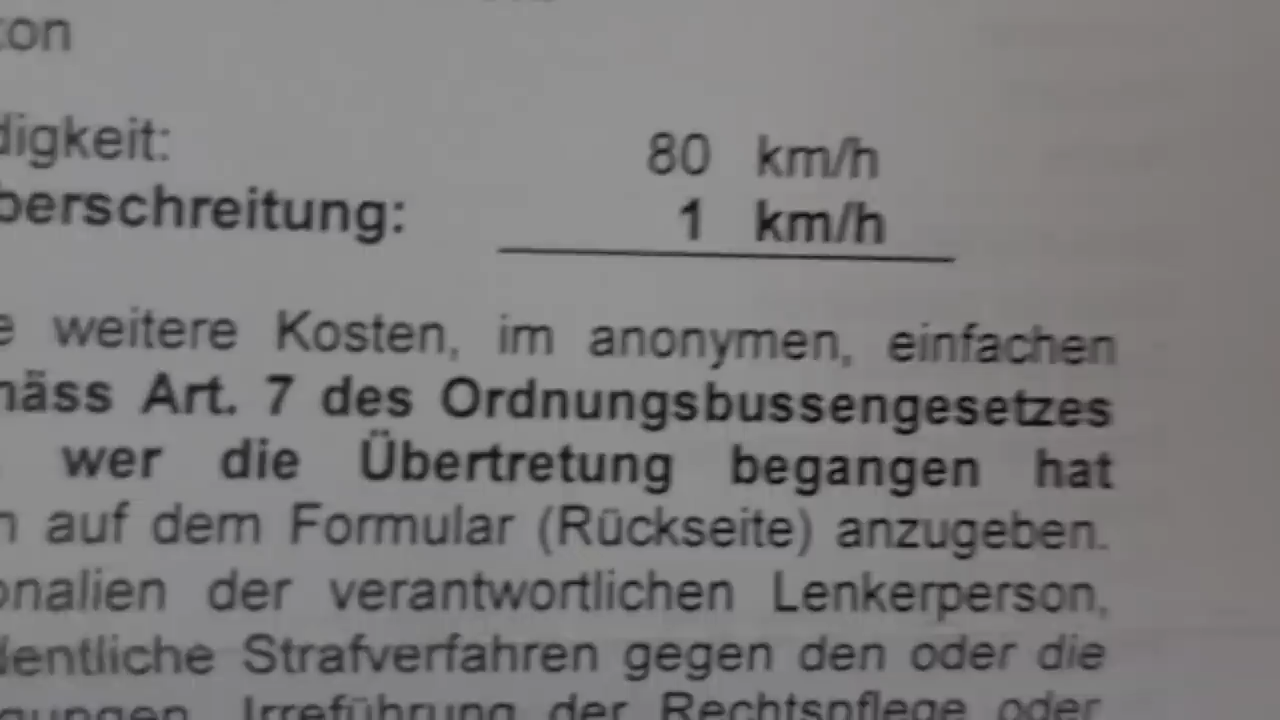 ton
digkeit: 80 km/h
berschreitung: 1 km/h
e weitere Kosten, im anonymen, einfachen
näss Art. 7 des Ordnungsbussengesetzes
wer die Übertretung begangen hat
n auf dem Formular (Rückseite) anzugeben.
onalien der verantwortlichen Lenkerperson,
dentliche Strafverfahren gegen den oder die
gungen, Irreführung der Rechtspflege oder